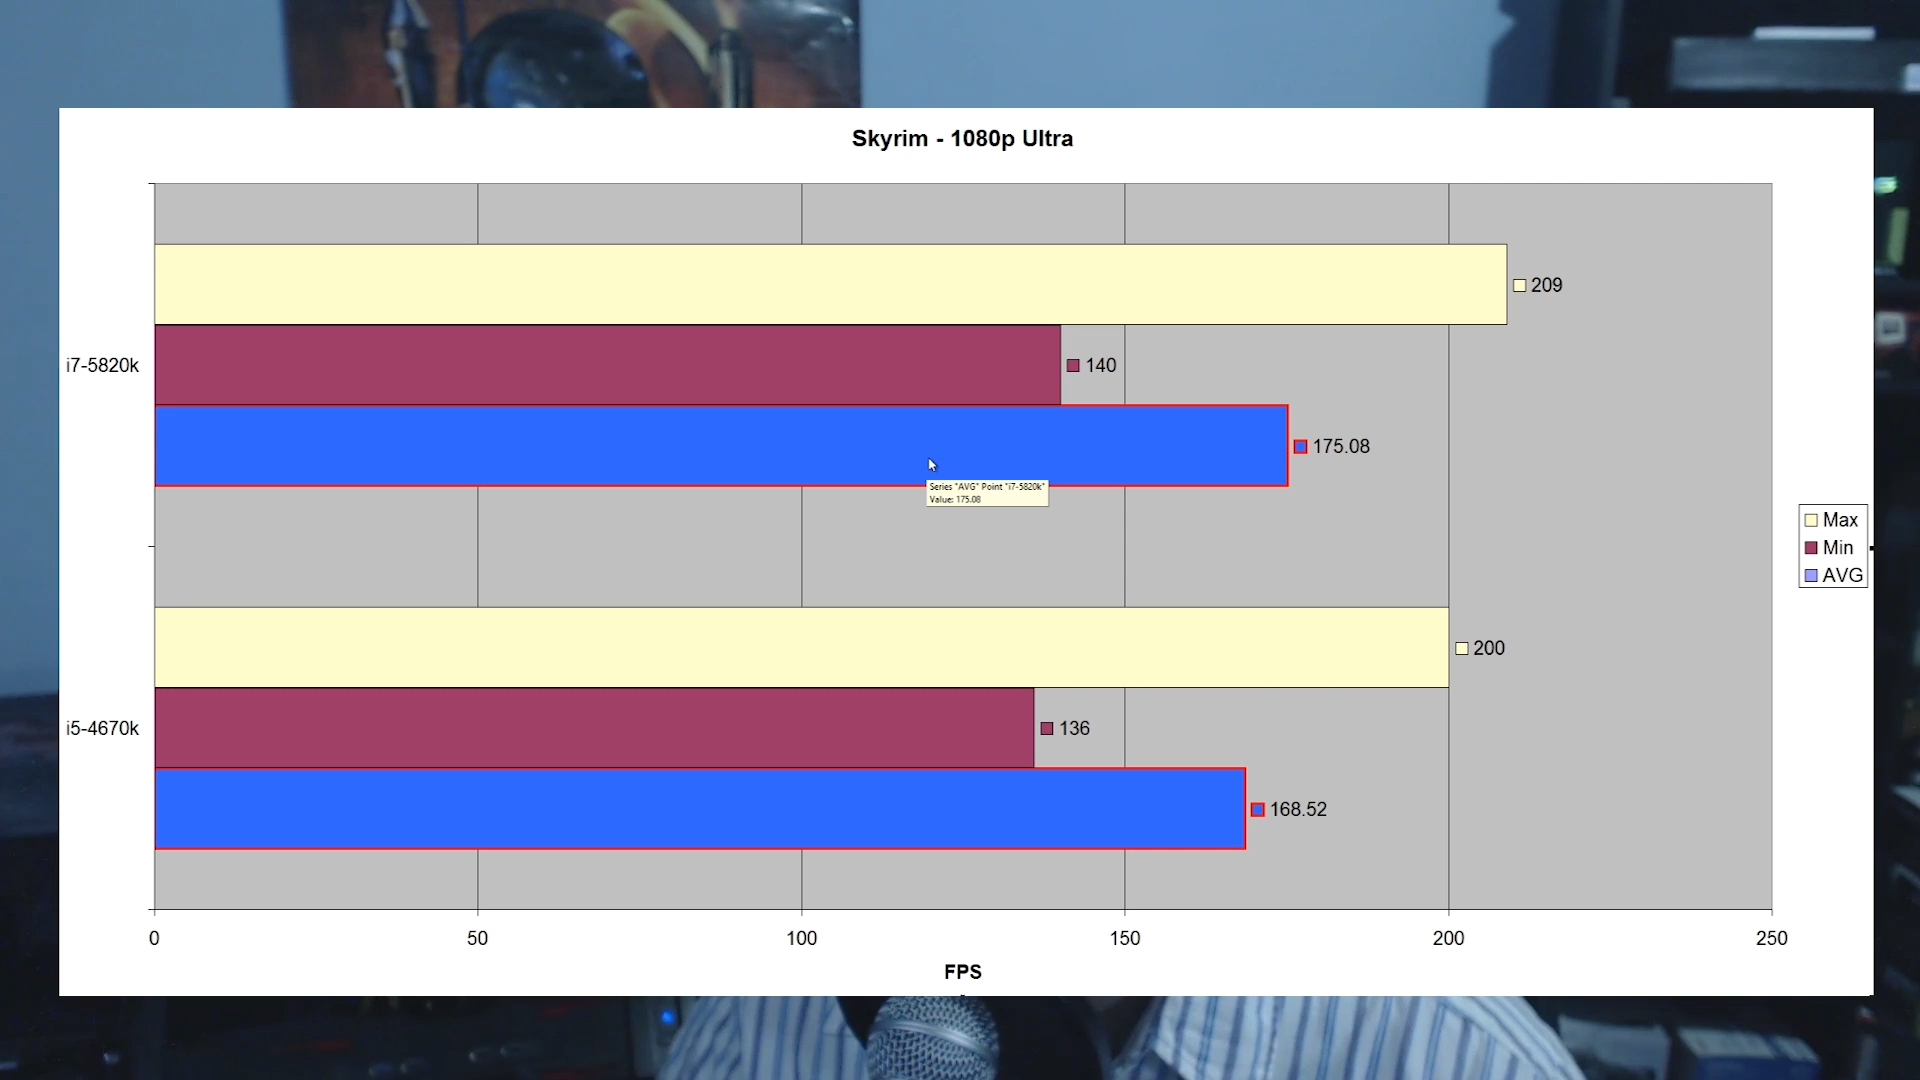 Skyrim - 1080p Ultra
209
i7-5820k
140
175.08
Series "AVG" Point "i7-5820k"
Value: 175.08
Max
Min
AVG
200
i5-4670k
136
168.52
0 50 100 150 200 250
FPS